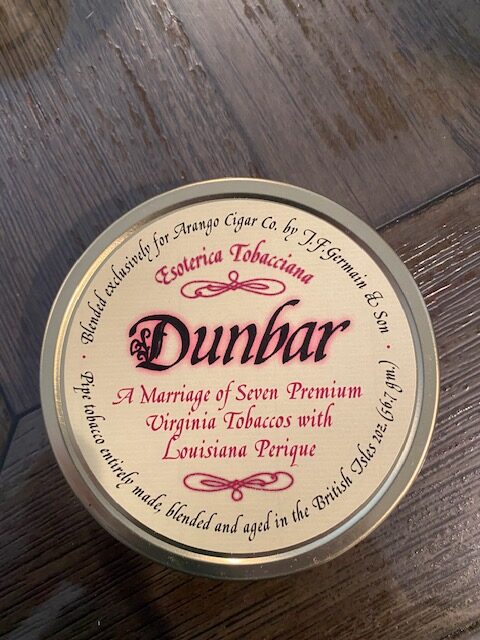 Blended exclusively for Arango Cigar Co. by J.F.Germain & Son
Esoterica Tobacciana
Dunbar
A Marriage of Seven Premium
Virginia Tobaccos with
Louisiana Perique
Pipe tobacco entirely made, blended and aged in the British Isles 2oz. (56.7 gm.)